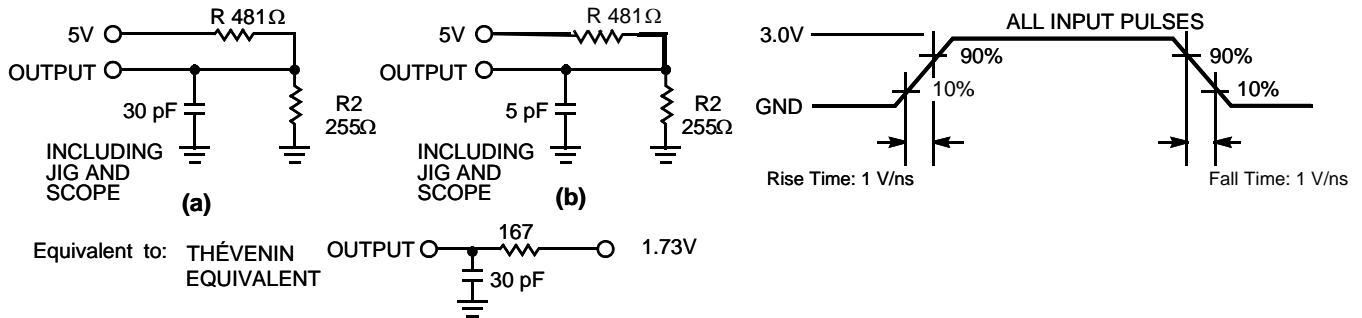 R 481Ω
5V
OUTPUT
30 pF
R2
255Ω
INCLUDING
JIG AND
SCOPE
(a)
R 481Ω
5V
OUTPUT
5 pF
R2
255Ω
INCLUDING
JIG AND
SCOPE
(b)
ALL INPUT PULSES
3.0V
90%
10%
GND
90%
10%
Rise Time: 1 V/ns
Fall Time: 1 V/ns
Equivalent to:
THÉVENIN
EQUIVALENT
OUTPUT
167
1.73V
30 pF